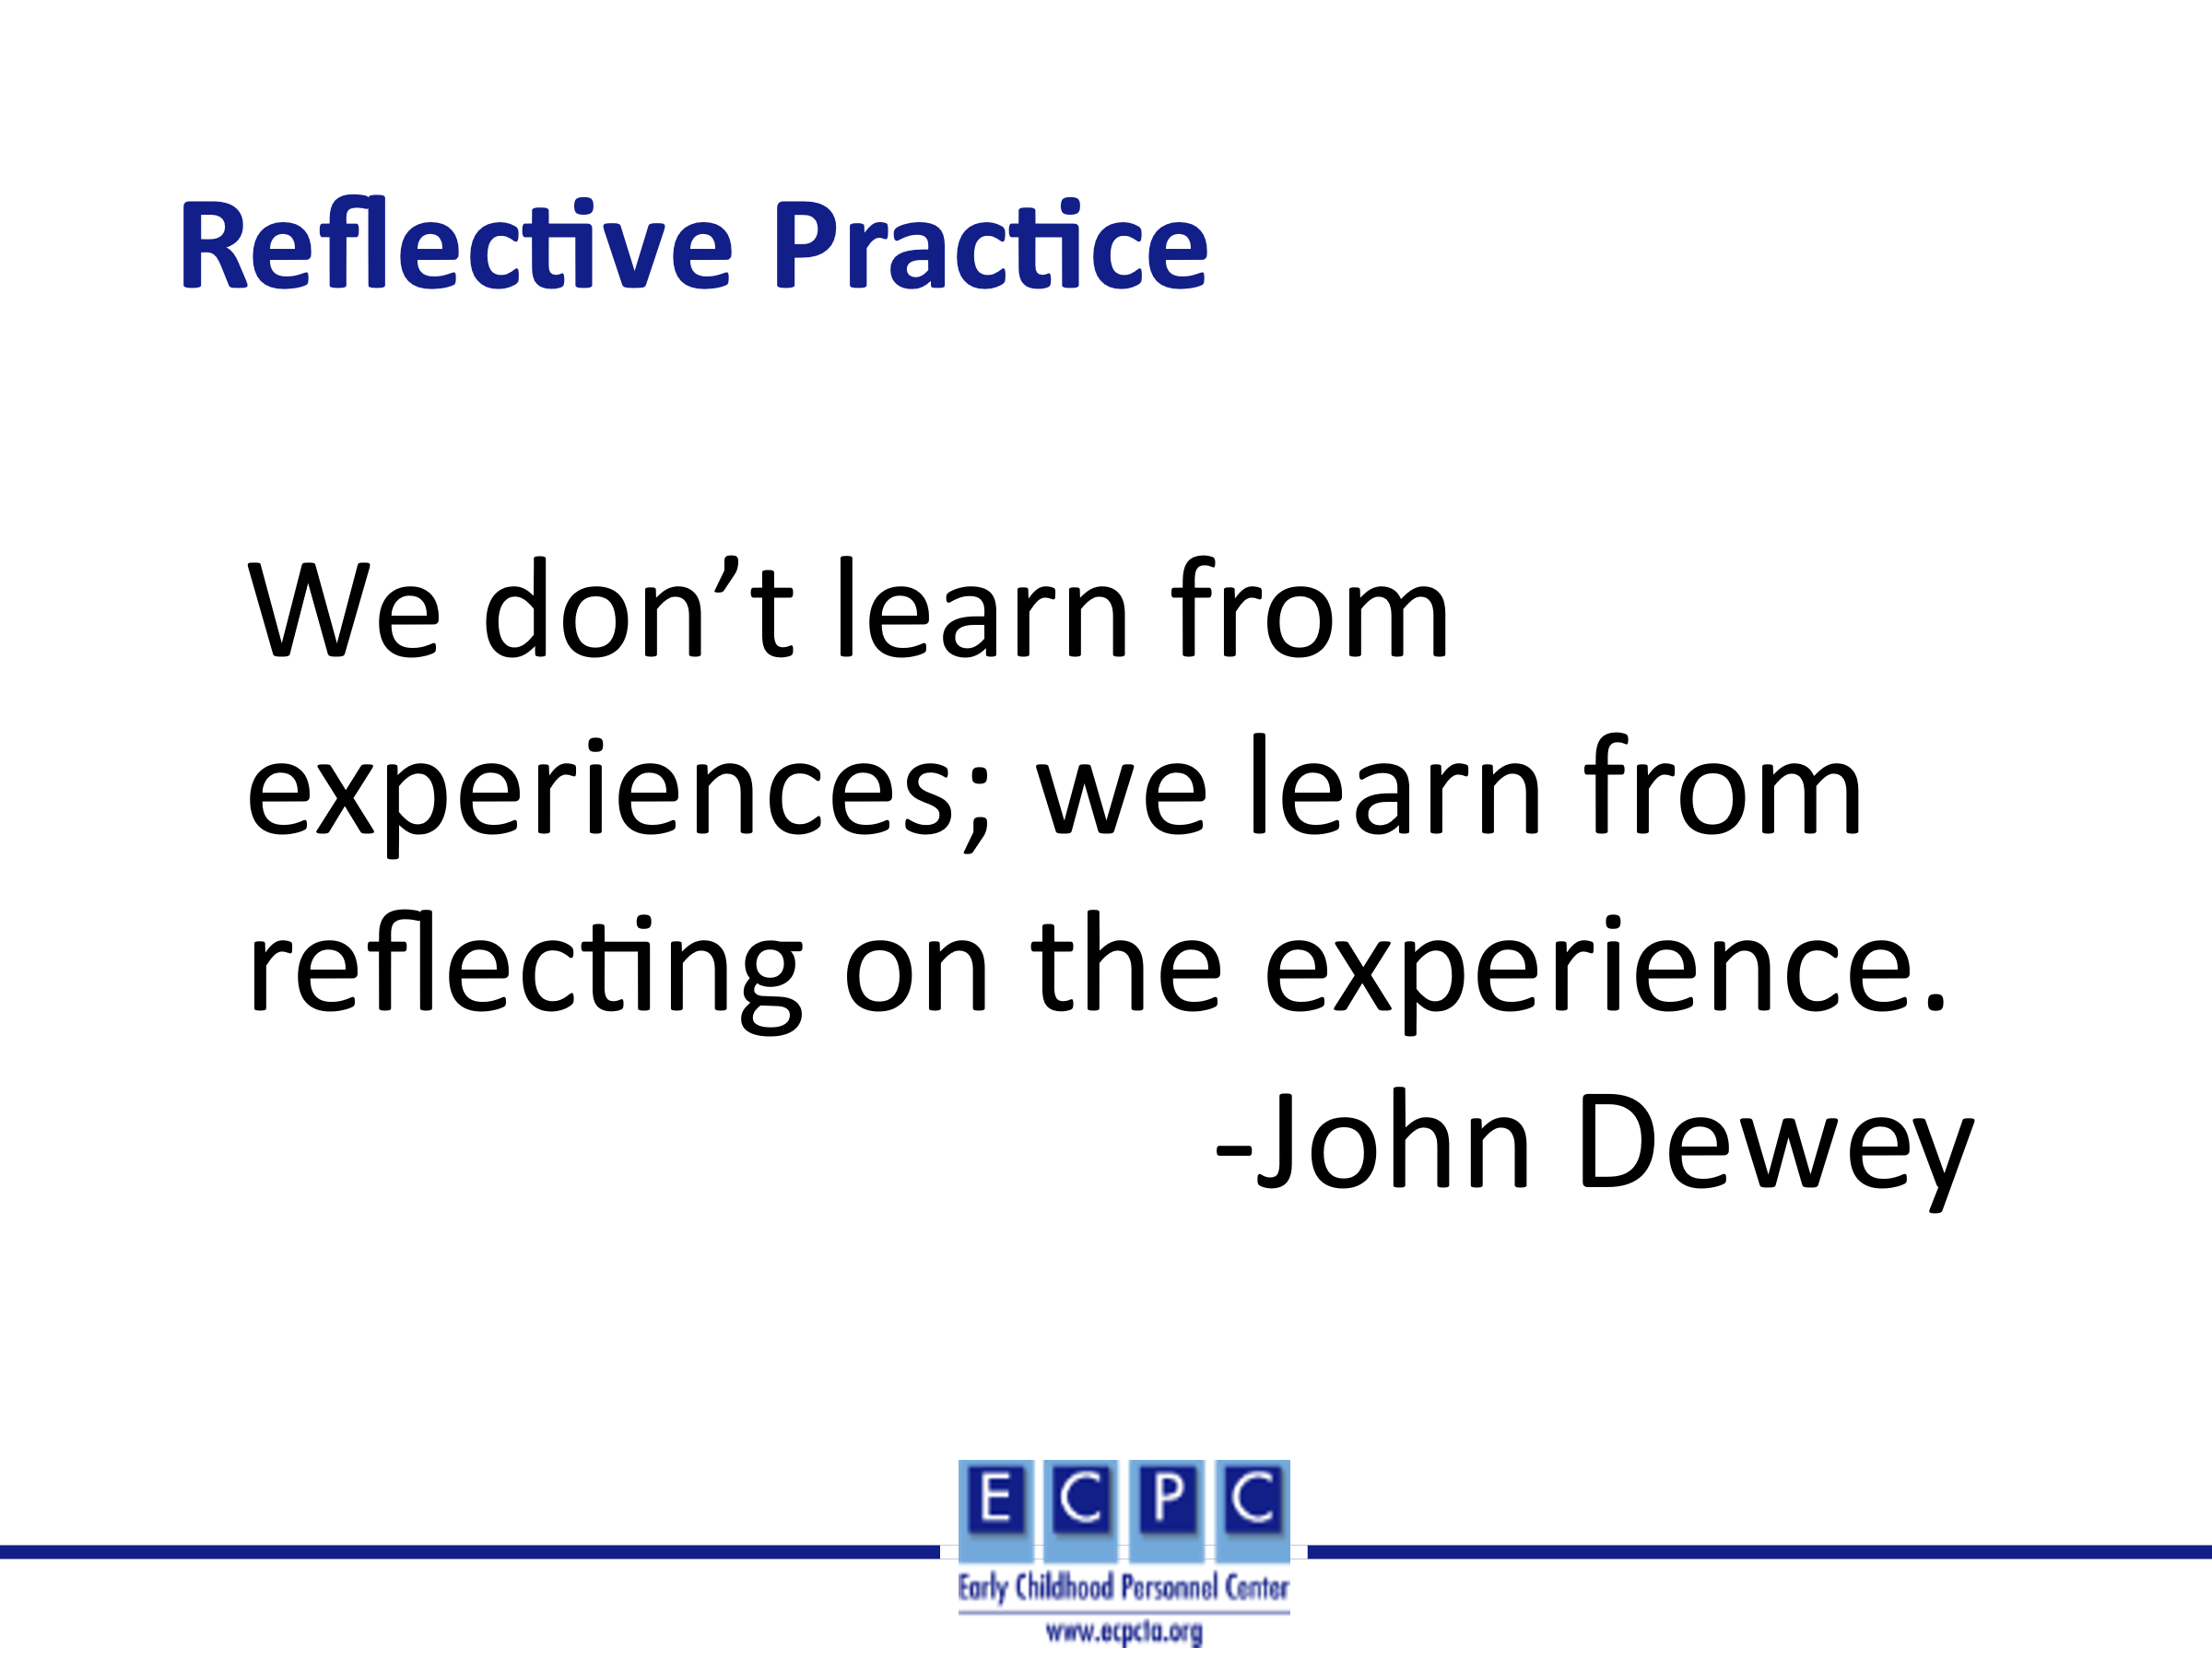 Reflective Practice
We don’t learn from
experiences; we learn from
reflecting on the experience.
-John Dewey
E C P C
Early Childhood Personnel Center
www.ecpcta.org